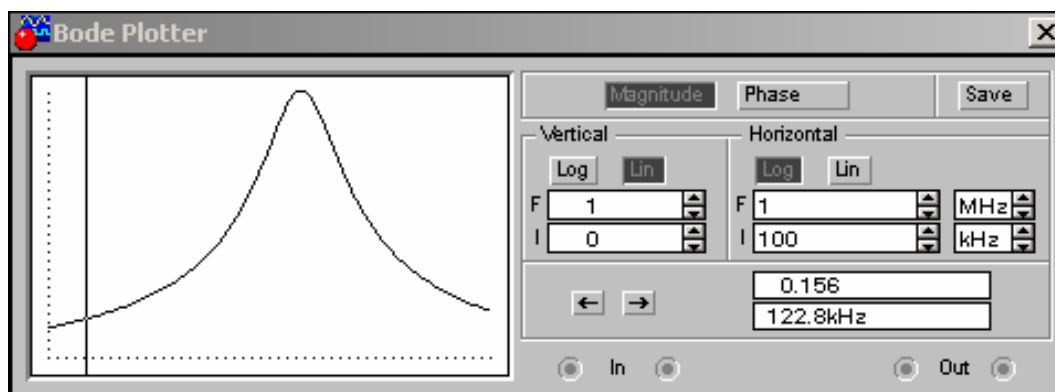 Bode Plotter
Magnitude Phase Save
Vertical Horizontal
Log Lin Log Lin
F 1 F 1 MHz
I 0 I 100 kHz
0.156
122.8kHz
In Out